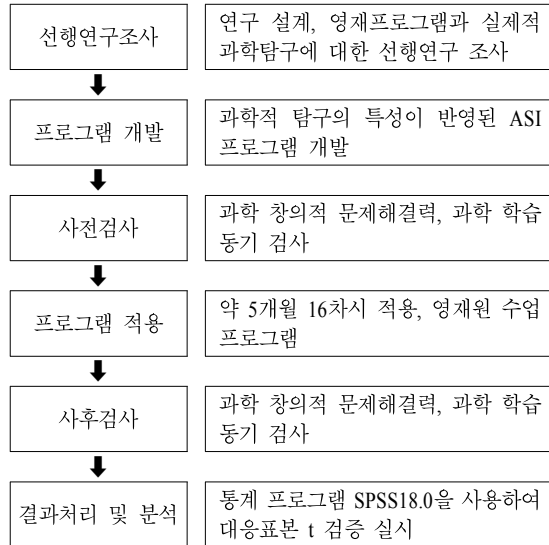 선행연구조사
연구 설계, 영재프로그램과 실제적
과학탐구에 대한 선행연구 조사
프로그램 개발
과학적 탐구의 특성이 반영된 ASI
프로그램 개발
사전검사
과학 창의적 문제해결력, 과학 학습
동기 검사
프로그램 적용
약 5개월 16차시 적용, 영재원 수업
프로그램
사후검사
과학 창의적 문제해결력, 과학 학습
동기 검사
결과처리 및 분석
통계 프로그램 SPSS18.0을 사용하여
대응표본 t 검증 실시